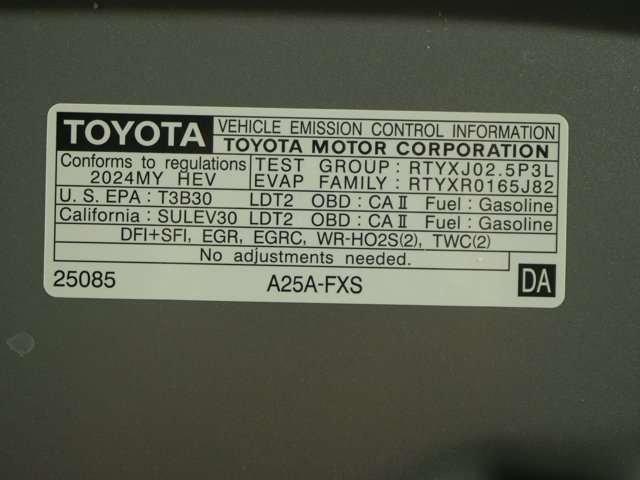 TOYOTA VEHICLE EMISSION CONTROL INFORMATION
TOYOTA MOTOR CORPORATION
Conforms to regulations TEST GROUP : RTYXJ02.5P3L
2024MY HEV EVAP FAMILY : RTYXR0165J82
U. S. EPA : T3B30 LDT2 OBD : CA II Fuel : Gasoline
California : SULEV30 LDT2 OBD : CA II Fuel : Gasoline
DFI+SFI, EGR, EGRC, WR-HO2S(2), TWC(2)
No adjustments needed.
25085 A25A-FXS DA